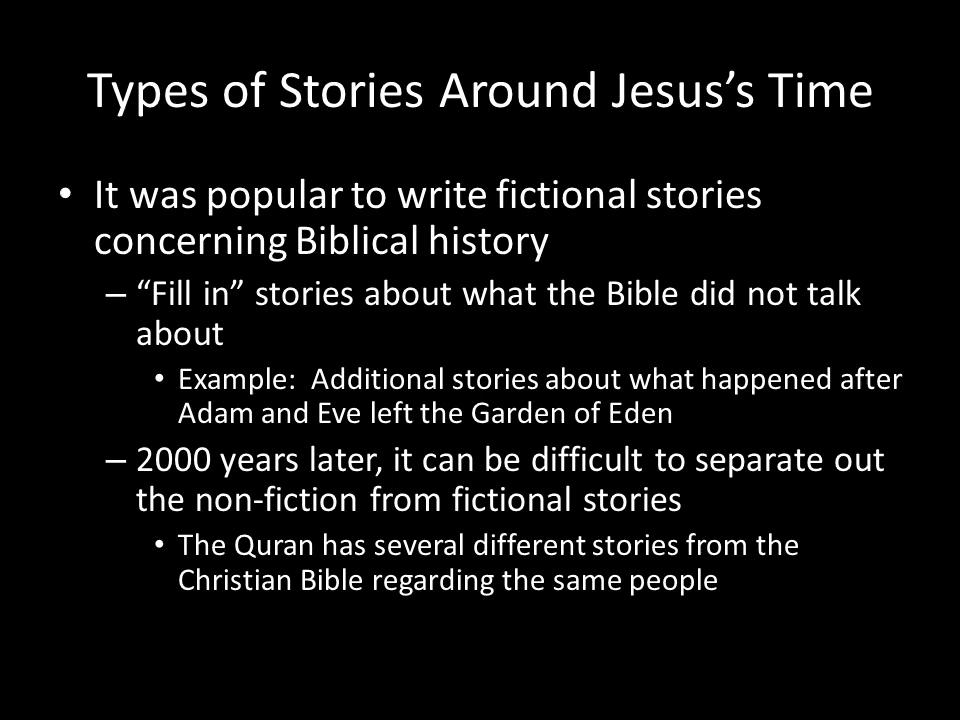 Types of Stories Around Jesus’s Time
• It was popular to write fictional stories
concerning Biblical history
– “Fill in” stories about what the Bible did not talk
about
• Example:  Additional stories about what happened after
Adam and Eve left the Garden of Eden
– 2000 years later, it can be difficult to separate out
the non-fiction from fictional stories
• The Quran has several different stories from the
Christian Bible regarding the same people